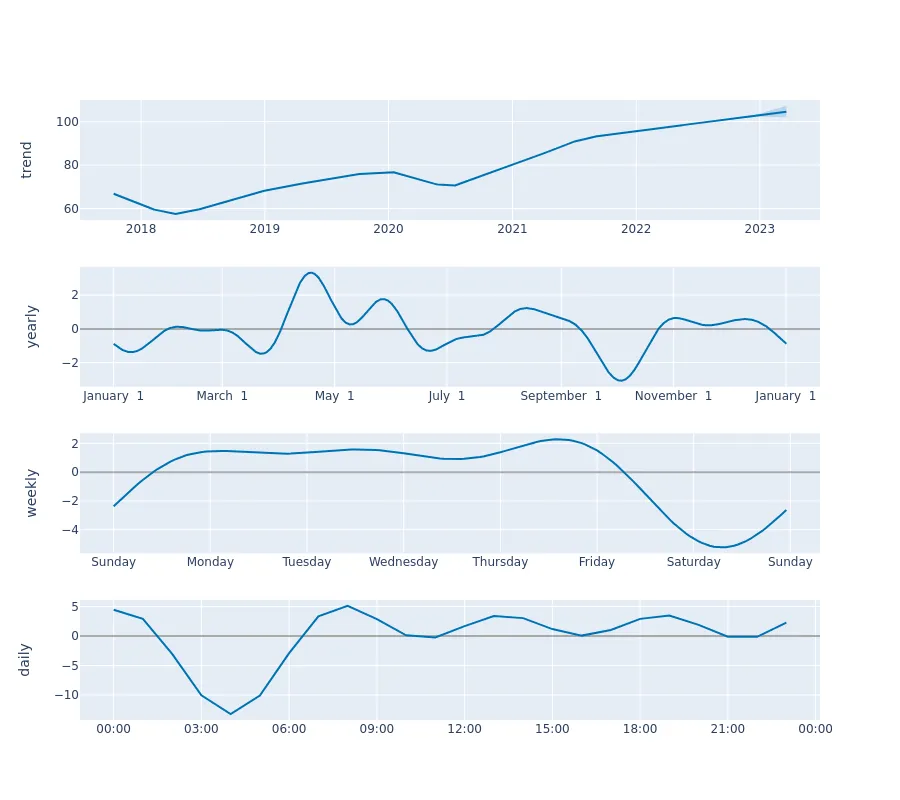 trend
100
80
60
2018 2019 2020 2021 2022 2023
yearly
2
0
−2
January 1 March 1 May 1 July 1 September 1 November 1 January 1
weekly
2
0
−2
−4
Sunday Monday Tuesday Wednesday Thursday Friday Saturday Sunday
daily
5
0
−5
−10
00:00 03:00 06:00 09:00 12:00 15:00 18:00 21:00 00:00